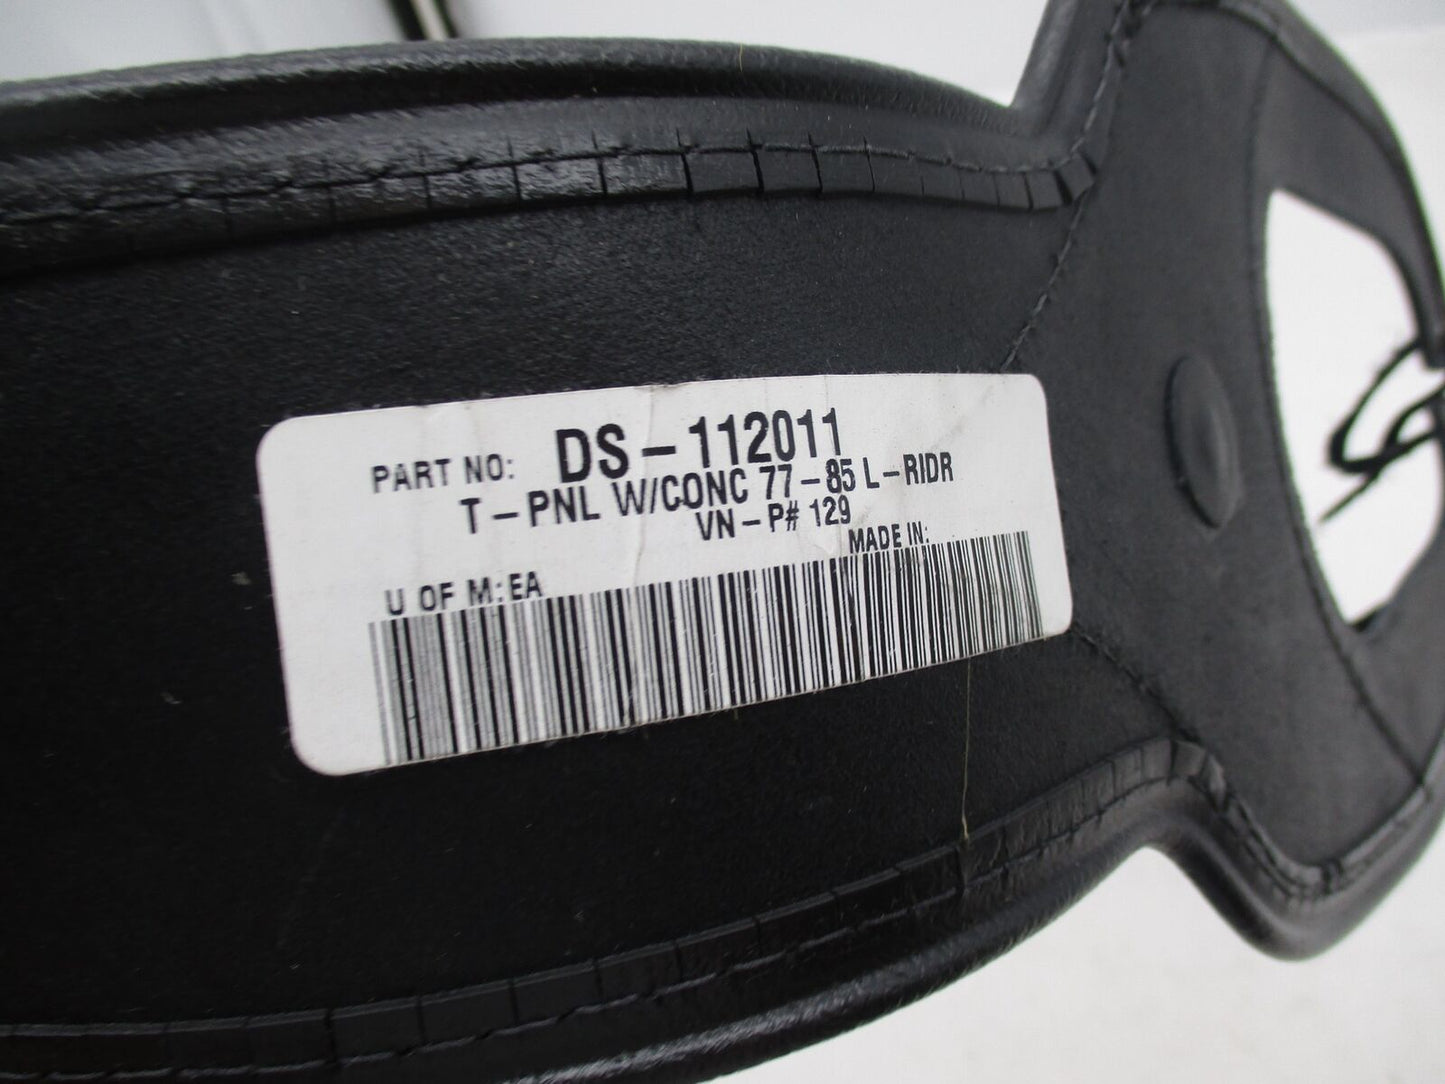 PART NO: DS-112011
T-PNL W/CONC 77-85 L-RIDR
VN-P# 129
MADE IN:
U OF M: EA